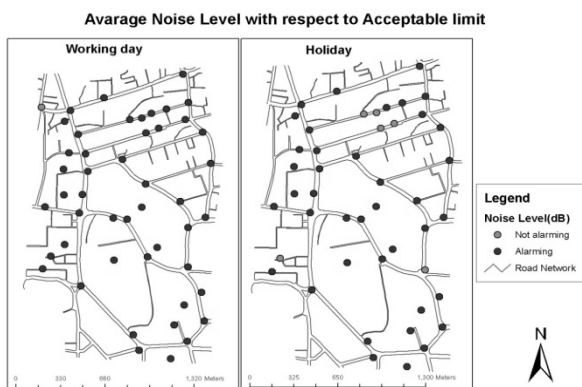 Avarage Noise Level with respect to Acceptable limit
Working day
Holiday
Legend
Noise Level(dB)
Not alarming
Alarming
Road Network
N
0 330 660 1,320 Meters
0 325 650 1,300 Meters